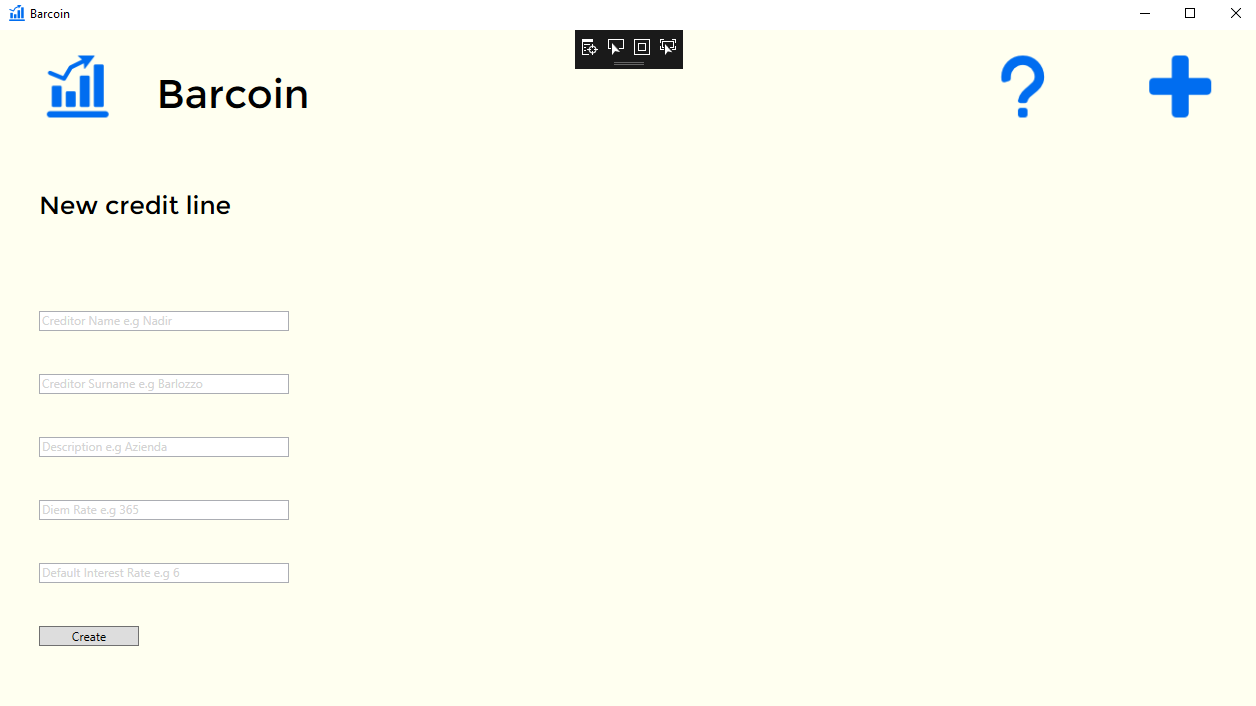 Barcoin
Barcoin
New credit line
Creditor Name e.g Nadir
Creditor Surname e.g Barlozzo
Description e.g Azienda
Diem Rate e.g 365
Default Interest Rate e.g 6
Create